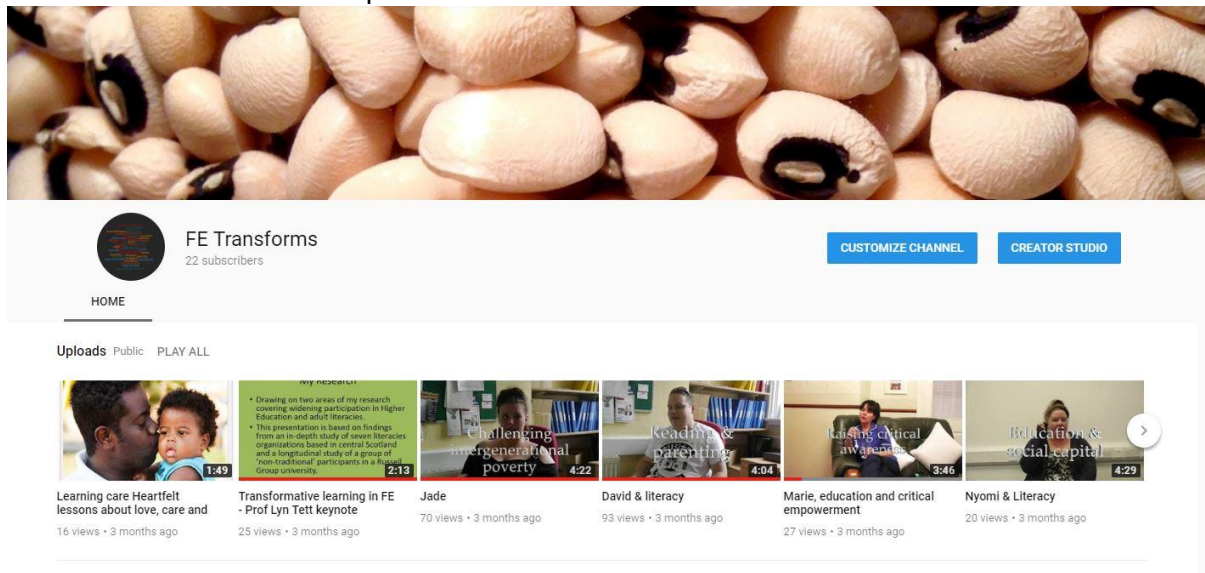 FE Transforms
22 subscribers
CUSTOMIZE CHANNEL
CREATOR STUDIO
HOME
Uploads Public PLAY ALL
1:49
My Research
• Drawing on two areas of my research
covering widening participation in Higher
Education and adult literacies.
• This presentation is based on findings
from an in-depth study of seven literacies
organizations based in central Scotland
and a longitudinal study of a group of
'non-traditional' participants in a Russell
Group university.
2:13
Challenging
intergenerational
poverty
4:22
Reading &
parenting
4:04
Raising critical
awareness
3:46
Education &
social capital
4:29
Learning care Heartfelt
lessons about love, care and
16 views • 3 months ago
Transformative learning in FE
- Prof Lyn Tett keynote
25 views • 3 months ago
Jade
70 views • 3 months ago
David & literacy
93 views • 3 months ago
Marie, education and critical
empowerment
27 views • 3 months ago
Nyomi & Literacy
20 views • 3 months ago